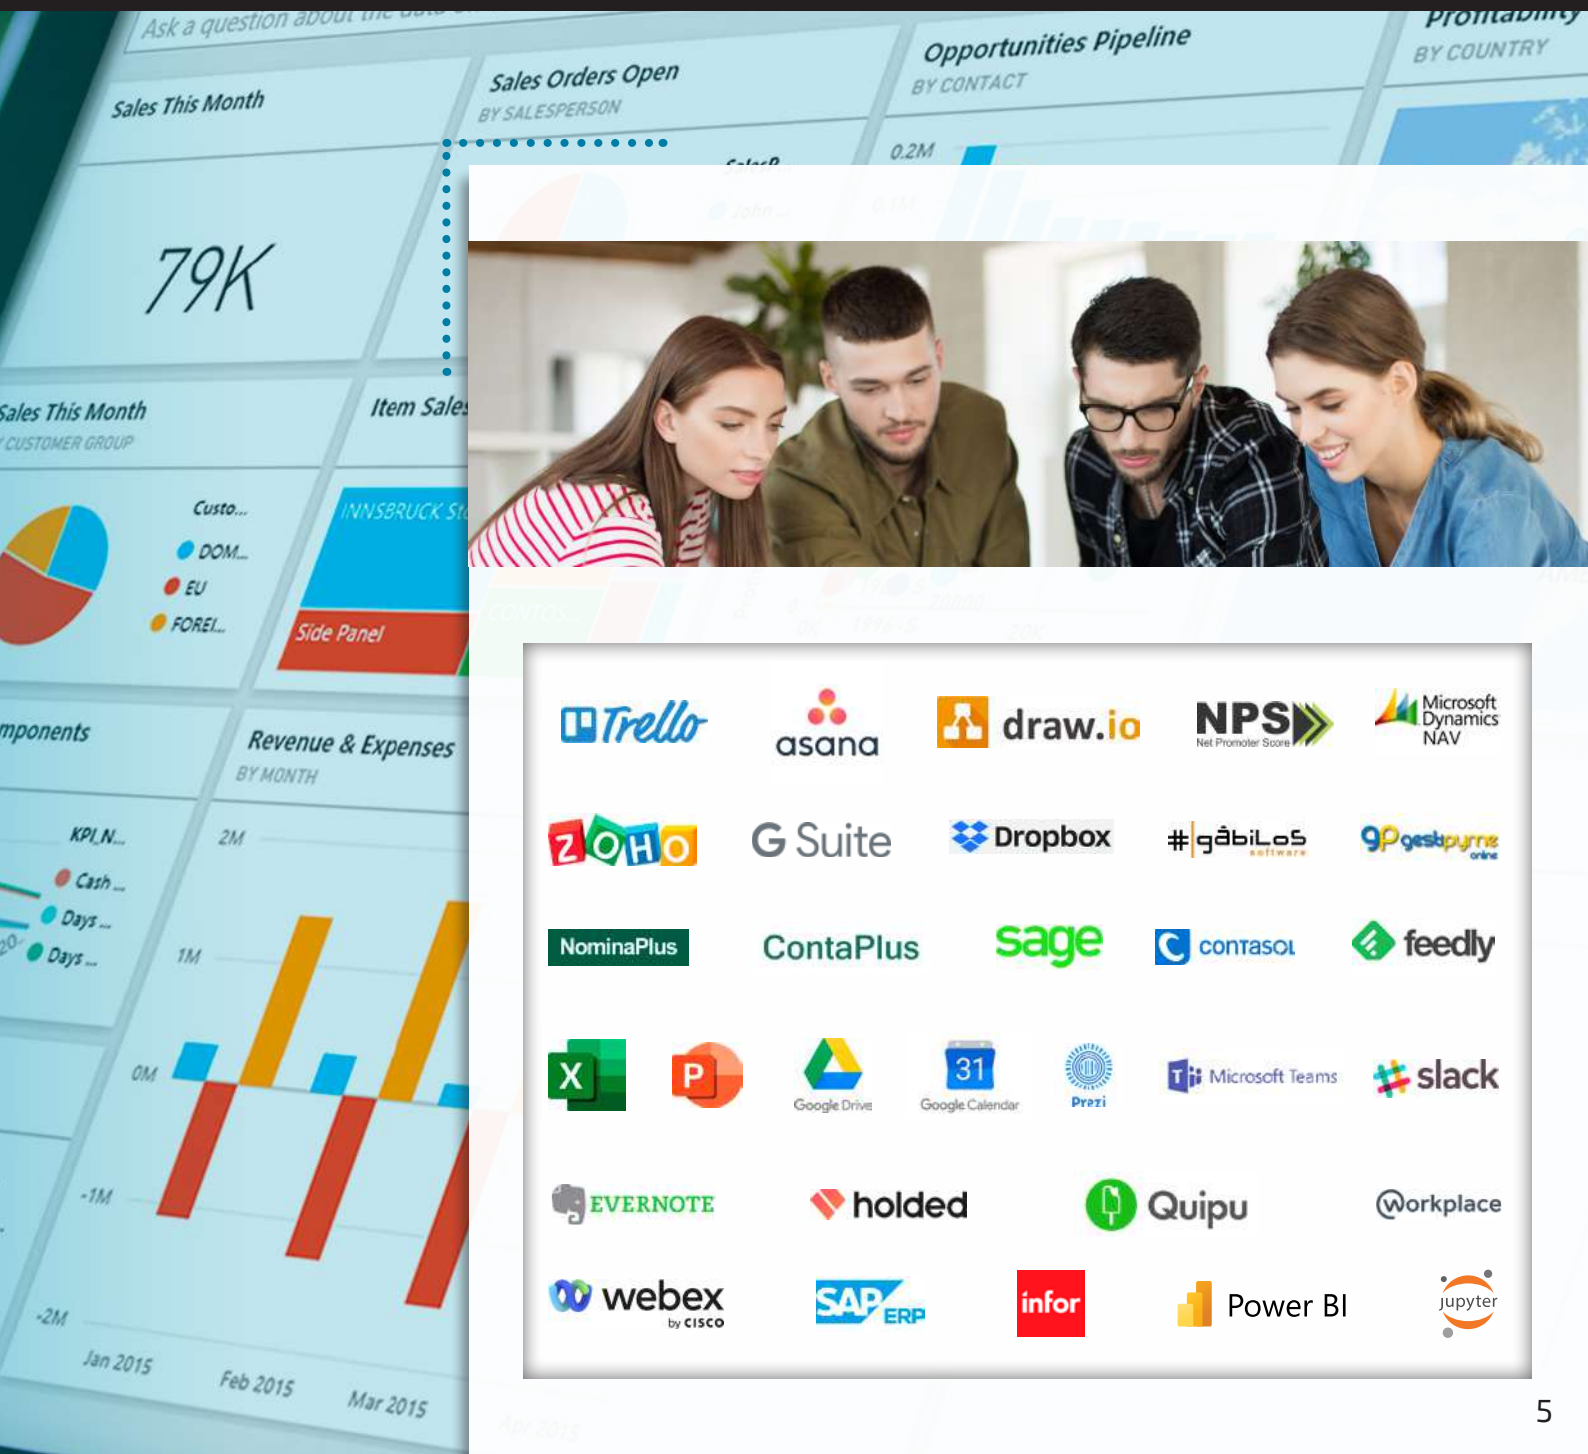 Ask a question about the data
Sales This Month
79K
Sales Orders Open
BY SALESPERSON
Opportunities Pipeline
BY CONTACT
0.2M
Profitability
BY COUNTRY
Sales This Month
CUSTOMER GROUP
Custo...
DOM...
EU
FOREI...
Item Sales
INNSBRUCK
Side Panel
mponents
KPI_N...
Cash ...
Days ...
Days ...
Revenue & Expenses
BY MONTH
2M
1M
0M
-1M
-2M
Jan 2015
Feb 2015
Mar 2015
Apr 2015
Trello
asana
draw.io
NPS
Net Promoter Score
Microsoft
Dynamics
NAV
ZOHO
G Suite
Dropbox
#gâbiLoS
software
gp gestipyme
online
NominaPlus
ContaPlus
sage
C CONTASOL
feedly
X
P
Google Drive
31
Google Calendar
Prezi
T Microsoft Teams
slack
EVERNOTE
holded
Quipu
Workplace
webex
by CISCO
SAP ERP
infor
Power BI
jupyter
5